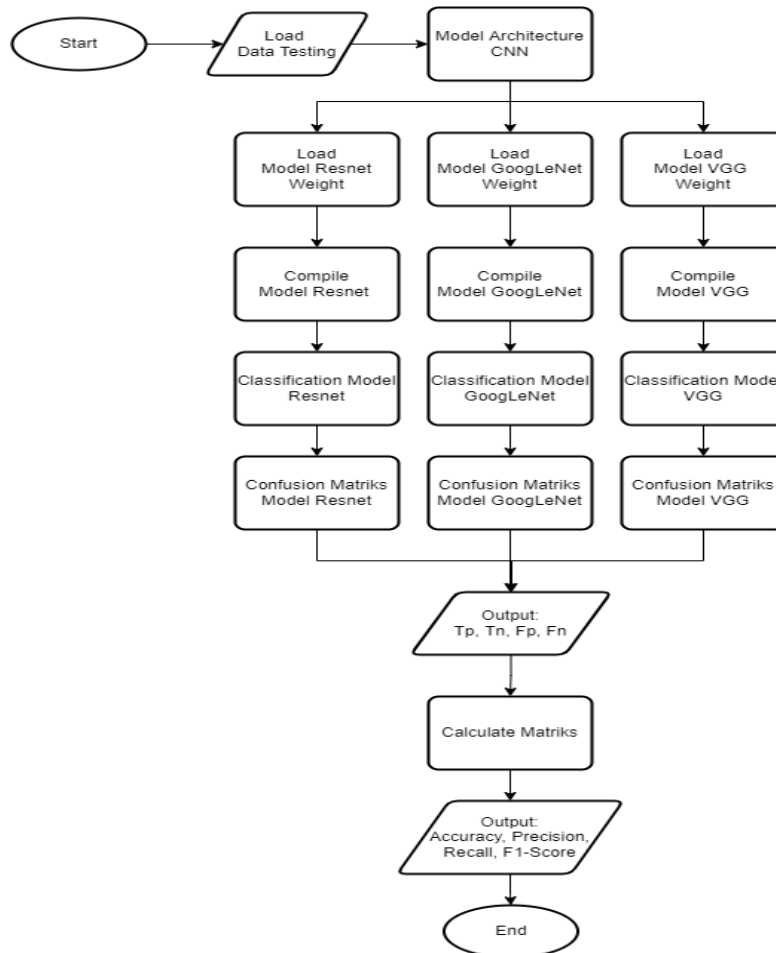 Start
Load
Data Testing
Model Architecture
CNN
Load
Model Resnet
Weight
Load
Model GoogLeNet
Weight
Load
Model VGG
Weight
Compile
Model Resnet
Compile
Model GoogLeNet
Compile
Model VGG
Classification Model
Resnet
Classification Model
GoogLeNet
Classification Model
VGG
Confusion Matriks
Model Resnet
Confusion Matriks
Model GoogLeNet
Confusion Matriks
Model VGG
Output:
Tp, Tn, Fp, Fn
Calculate Matriks
Output:
Accuracy, Precision,
Recall, F1-Score
End